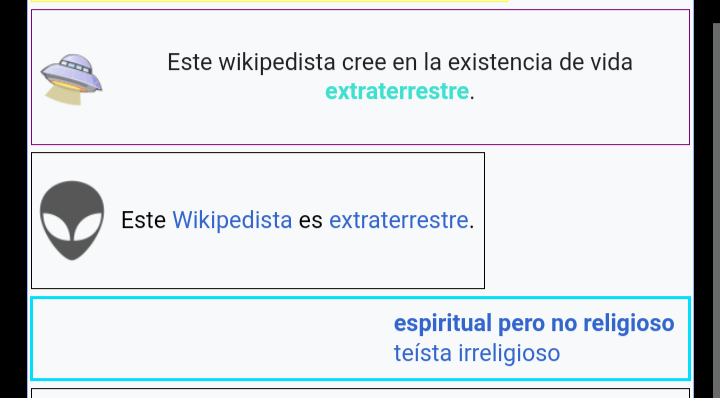 Este wikipedista cree en la existencia de vida
extraterrestre.
Este Wikipedista es extraterrestre.
espiritual pero no religioso
teísta irreligioso